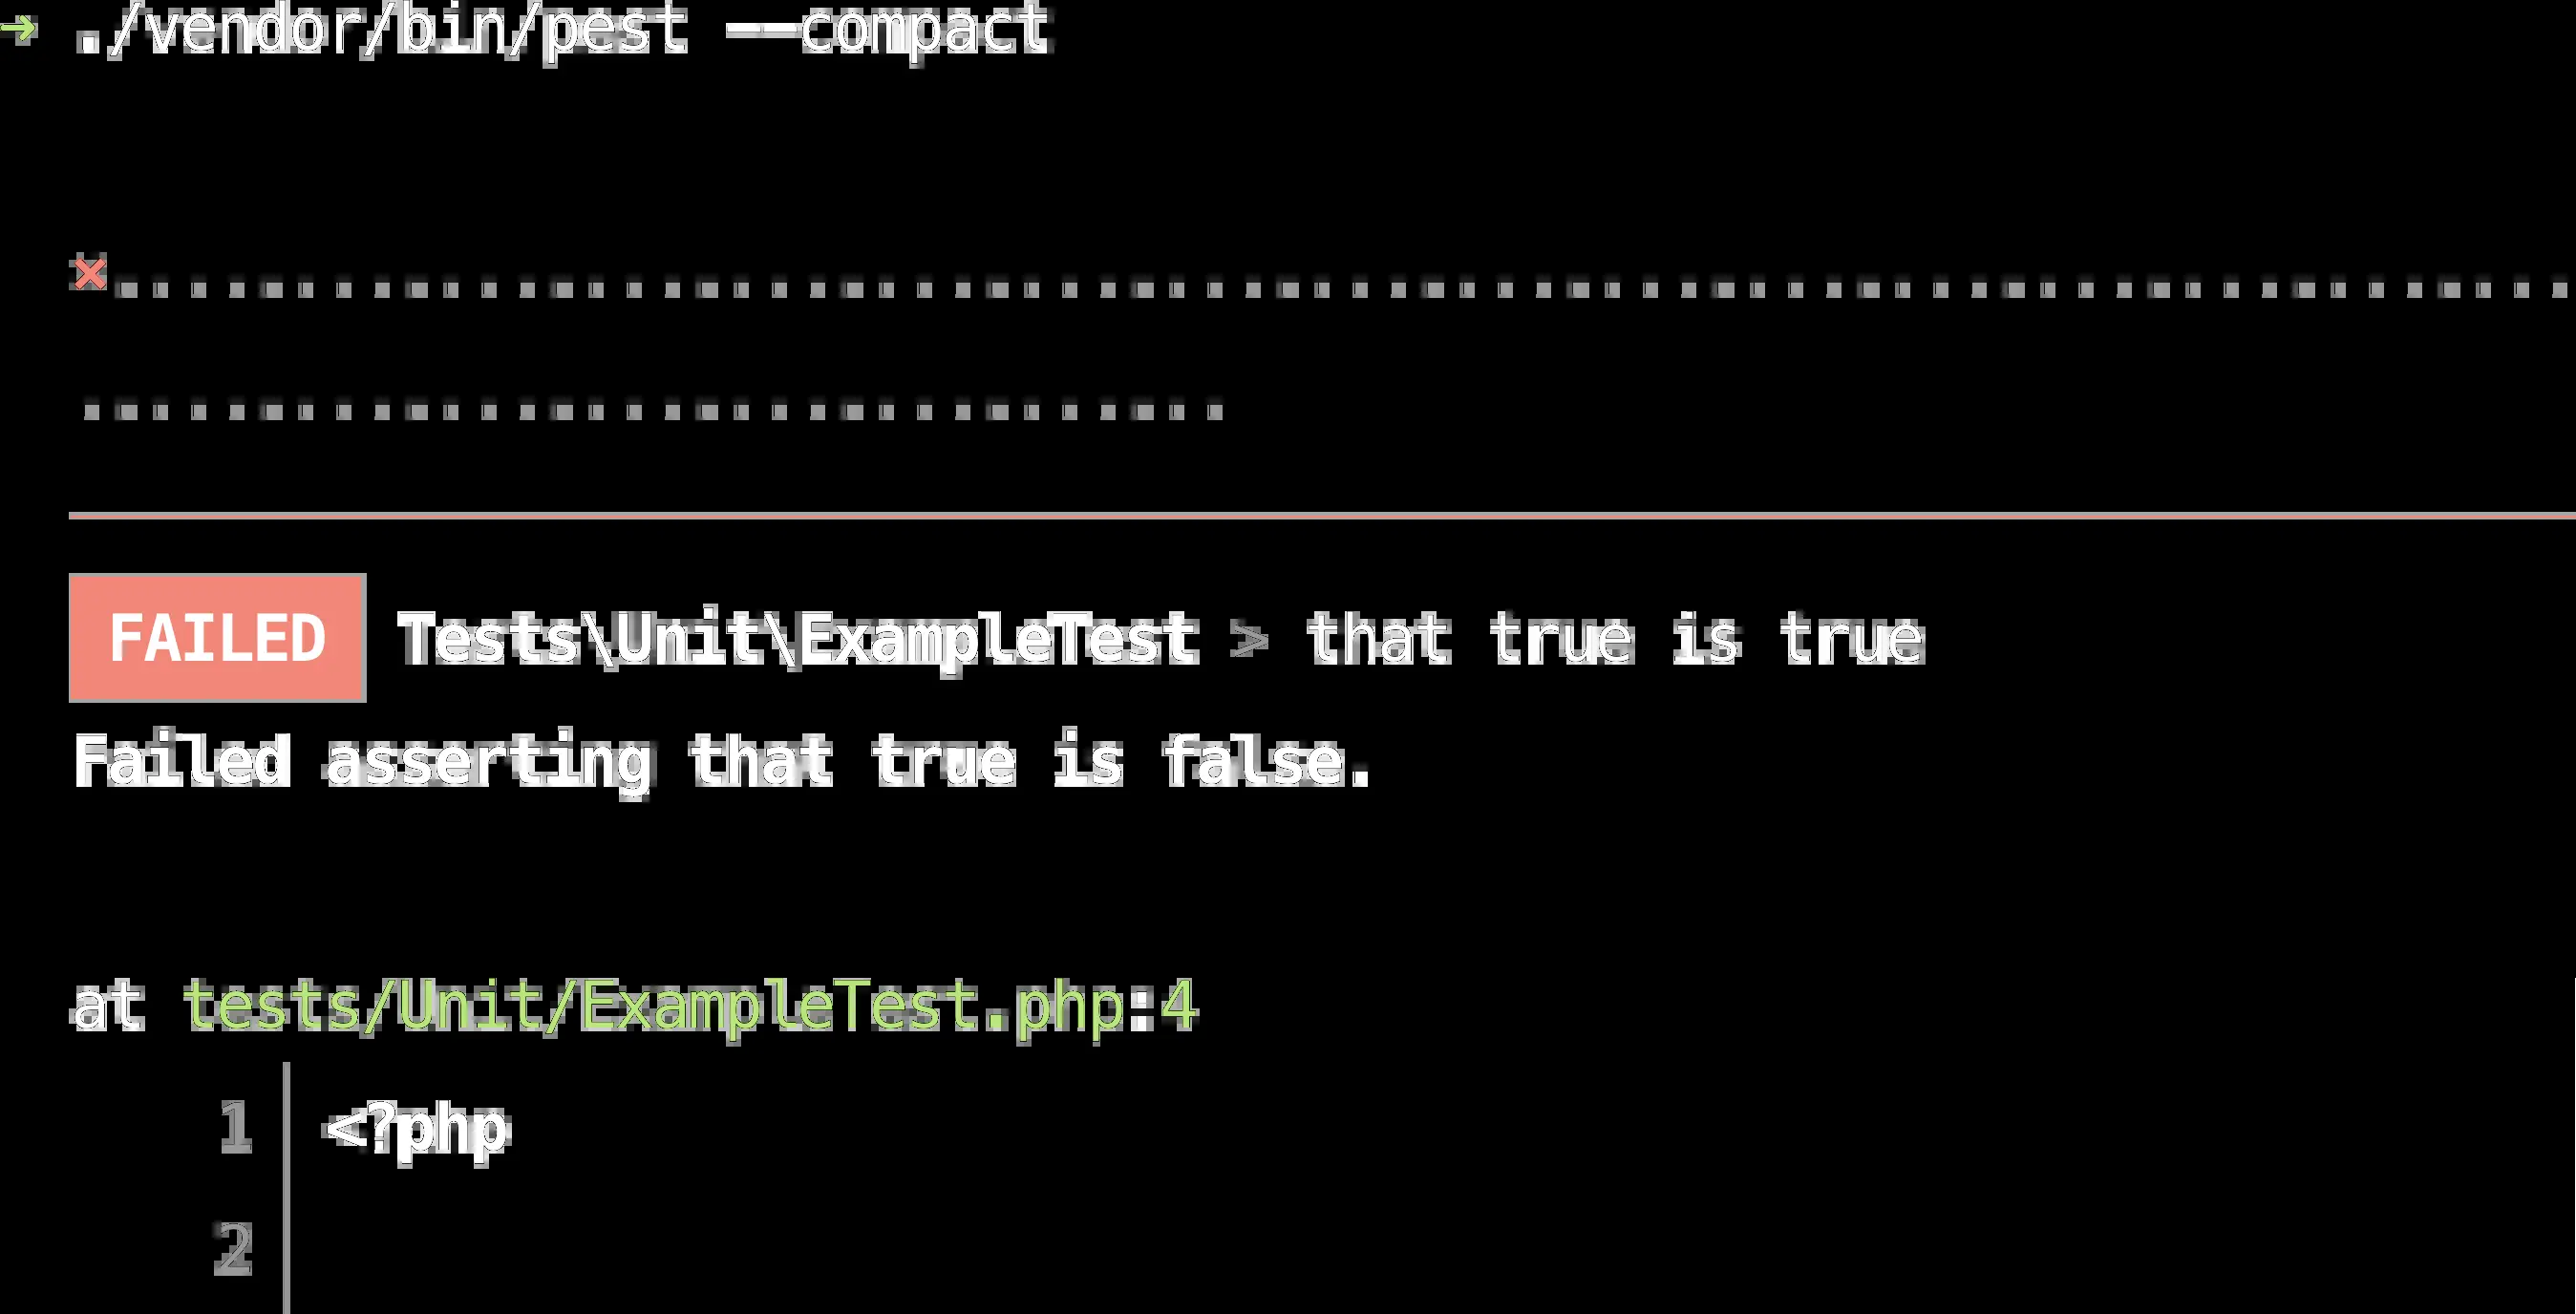 ➜ ./vendor/bin/pest --compact
⨯....................................................................
................................
FAILED Tests\Unit\ExampleTest > that true is true
Failed asserting that true is false.
at tests/Unit/ExampleTest.php:4
1 <?php
2